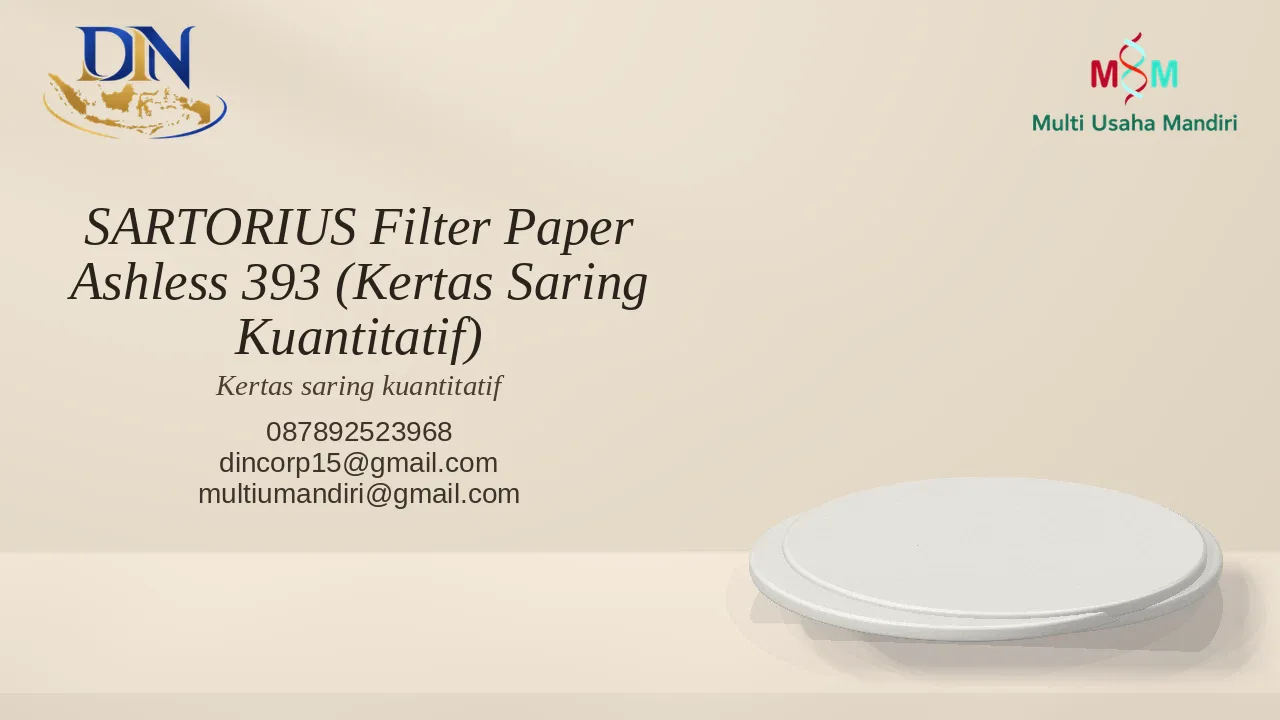 DIN
MSM
Multi Usaha Mandiri
SARTORIUS Filter Paper
Ashless 393 (Kertas Saring
Kuantitatif)
Kertas saring kuantitatif
087892523968
dincorp15@gmail.com
multiumandiri@gmail.com